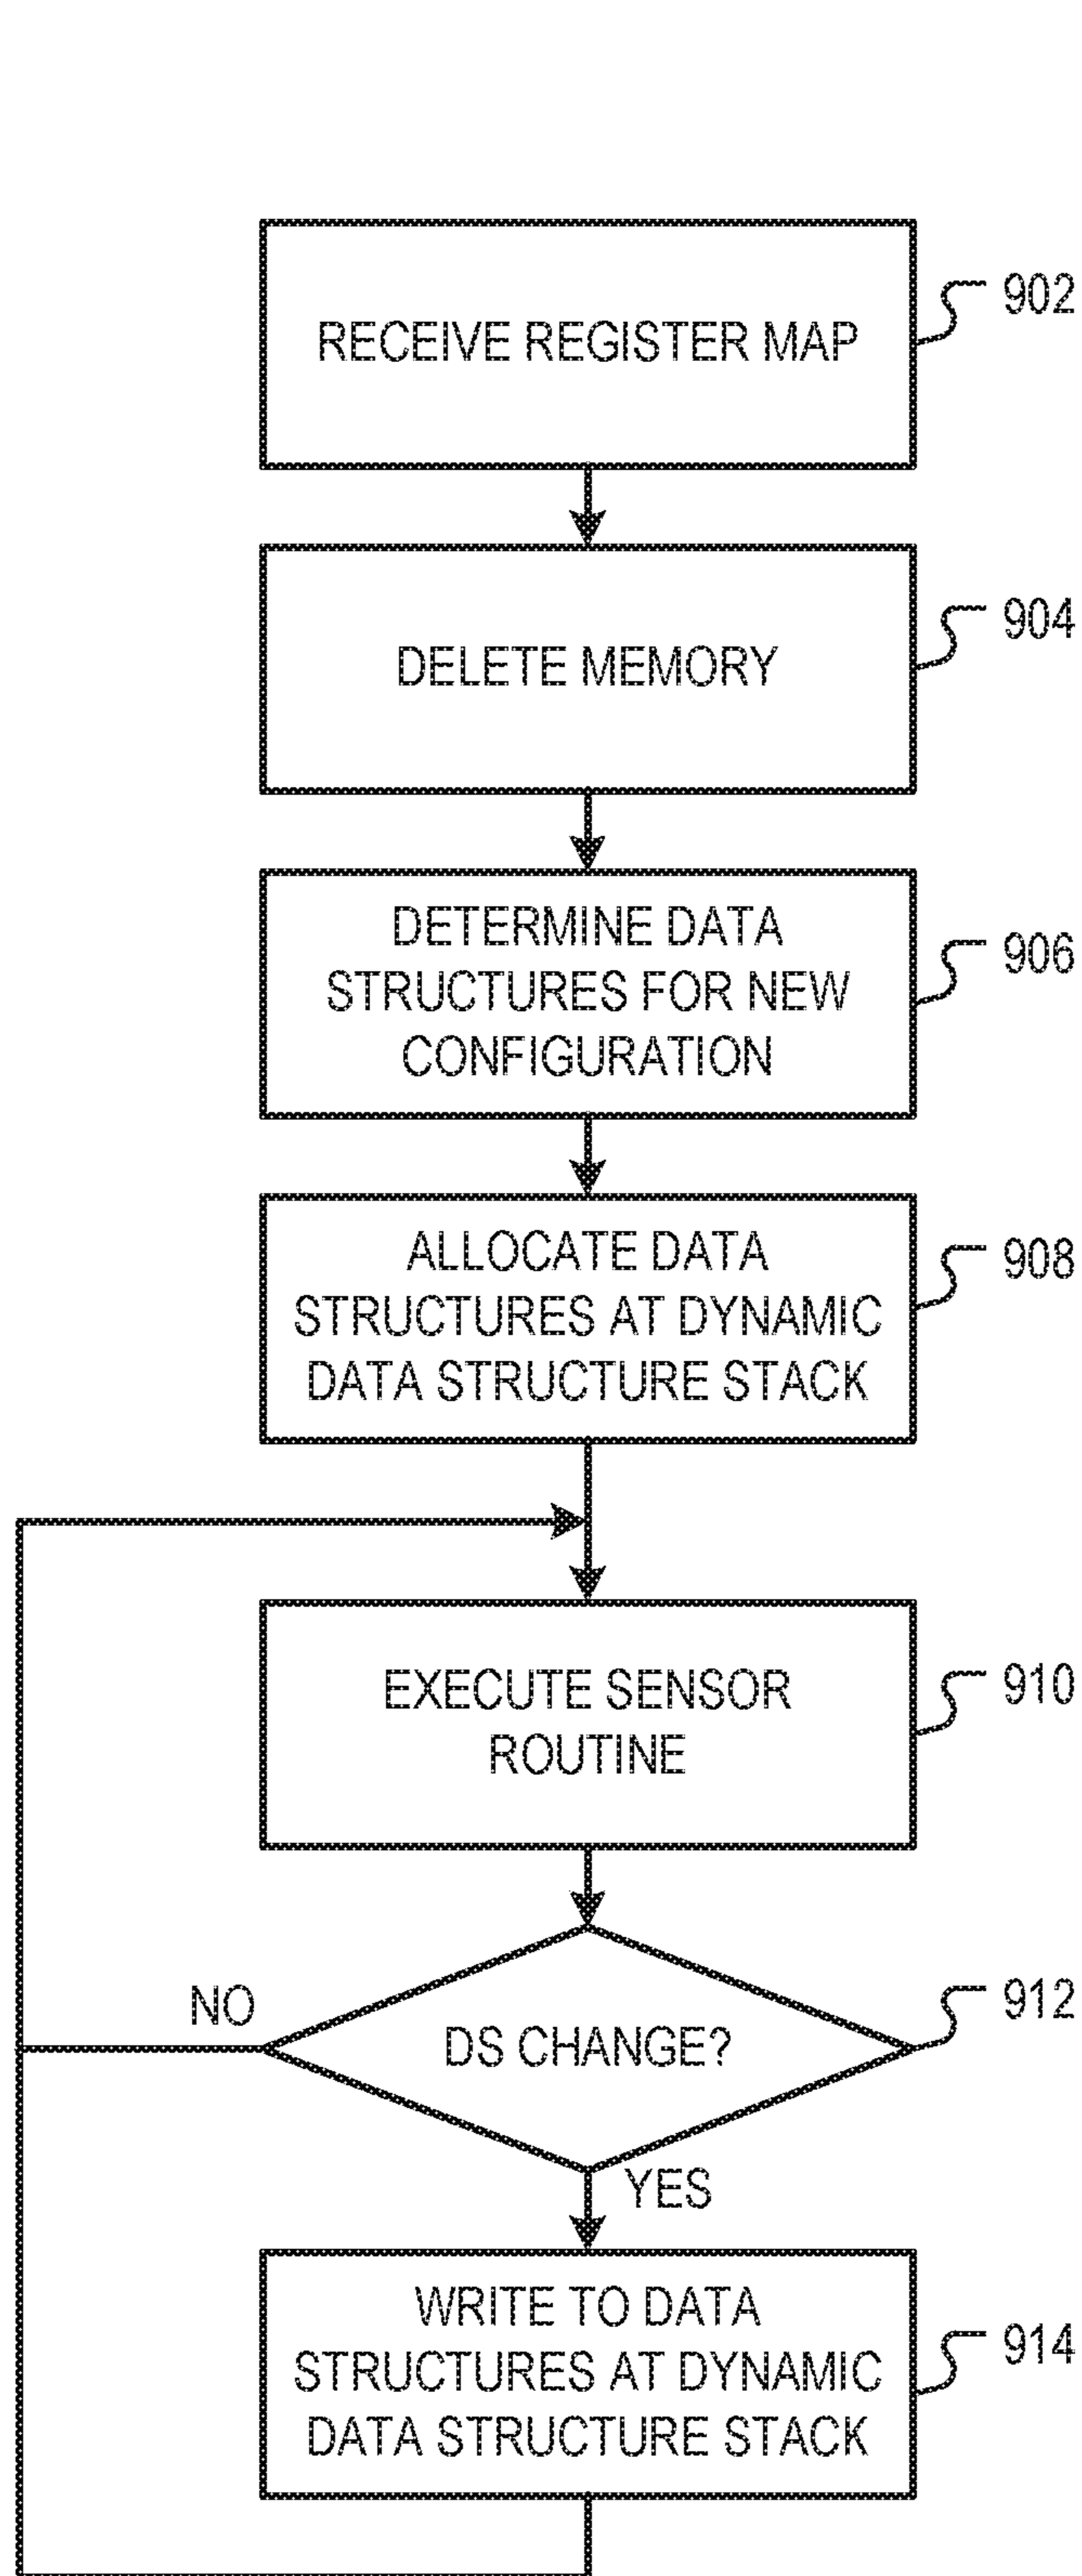 RECEIVE REGISTER MAP
902
DELETE MEMORY
904
DETERMINE DATA
STRUCTURES FOR NEW
CONFIGURATION
906
ALLOCATE DATA
STRUCTURES AT DYNAMIC
DATA STRUCTURE STACK
908
EXECUTE SENSOR
ROUTINE
910
NO
DS CHANGE?
912
YES
WRITE TO DATA
STRUCTURES AT DYNAMIC
DATA STRUCTURE STACK
914